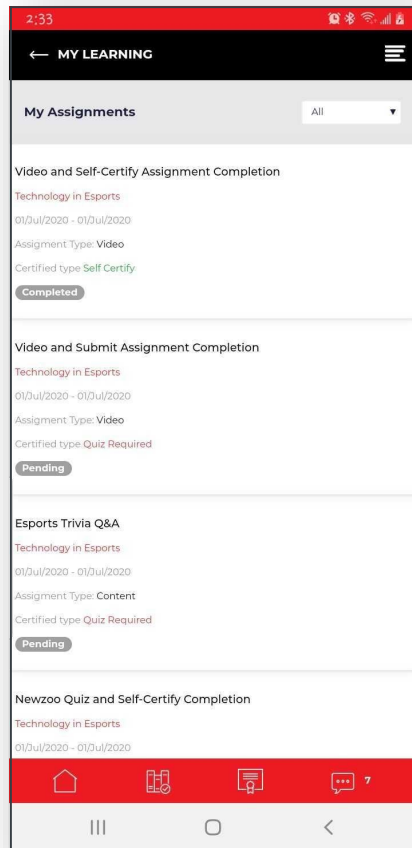 2:33
← MY LEARNING
My Assignments
All
Video and Self-Certify Assignment Completion
Technology in Esports
01/Jul/2020 - 01/Jul/2020
Assigment Type: Video
Certified type Self Certify
Completed
Video and Submit Assignment Completion
Technology in Esports
01/Jul/2020 - 01/Jul/2020
Assigment Type: Video
Certified type Quiz Required
Pending
Esports Trivia Q&A
Technology in Esports
01/Jul/2020 - 01/Jul/2020
Assigment Type: Content
Certified type Quiz Required
Pending
Newzoo Quiz and Self-Certify Completion
Technology in Esports
01/Jul/2020 - 01/Jul/2020
7